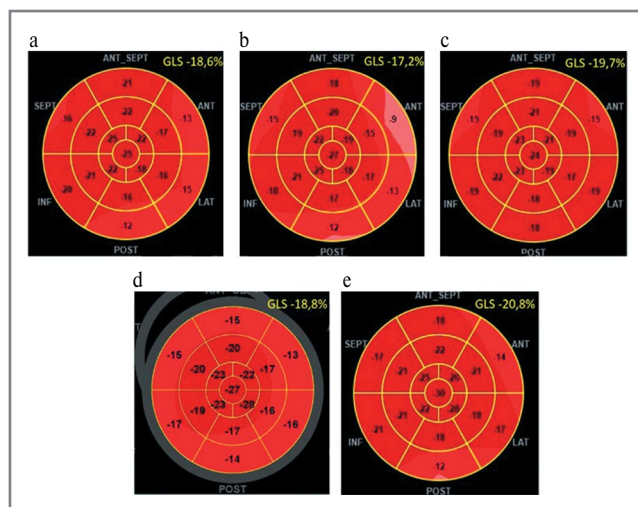 a b c
ANT_SEPT GLS -18,6% ANT_SEPT GLS -17,2% ANT_SEPT GLS -19,7%
-21 -18 -19
SEPT ANT SEPT ANT SEPT ANT
-16 -22 -13 -15 -20 -9 -15 -21 -15
-22 25 22 -17 -19 22 -19 -15 -19 23 -21 -19
-25 -27 -24
-20 -21 22 -18 -16 -15 -18 -21 -25 -18 -17 -13 -19 -22 -23 -19 -17 -19
-16 -17 -18
INF LAT INF LAT INF LAT
-12 -12 -18
POST POST POST
d e
GLS -18,8% ANT_SEPT GLS -20,8%
-15 -18
-15 -20 -13 SEPT -17 -22 -14 ANT
-20 -23 -22 -17 -21 25 -26 -21
-27 -30
-17 -19 -23 -28 -16 -16 -21 -21 22 -28 -18 -17
-17 INF -18 LAT
-14 12
POST POST